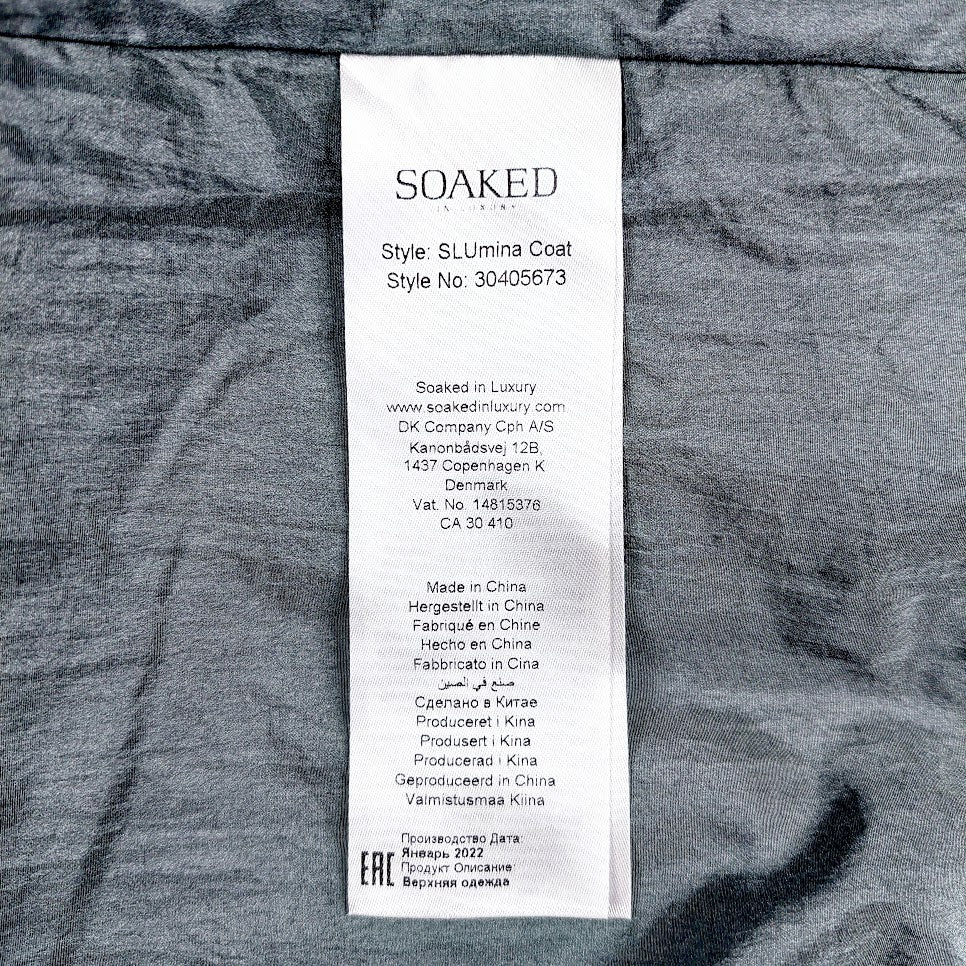 SOAKED
IN LUXURY
Style: SLUmina Coat
Style No: 30405673
Soaked in Luxury
www.soakedinluxury.com
DK Company Cph A/S
Kanonbådsvej 12B,
1437 Copenhagen K
Denmark
Vat. No. 14815376
CA 30 410
Made in China
Hergestellt in China
Fabriqué en Chine
Hecho en China
Fabbricato in Cina
صنع في الصين
Сделано в Китае
Produceret i Kina
Produsert i Kina
Producerad i Kina
Geproduceerd in China
Valmistusmaa Kiina
Производство Дата:
Январь 2022
Продукт Описание:
Верхняя одежда
EAC